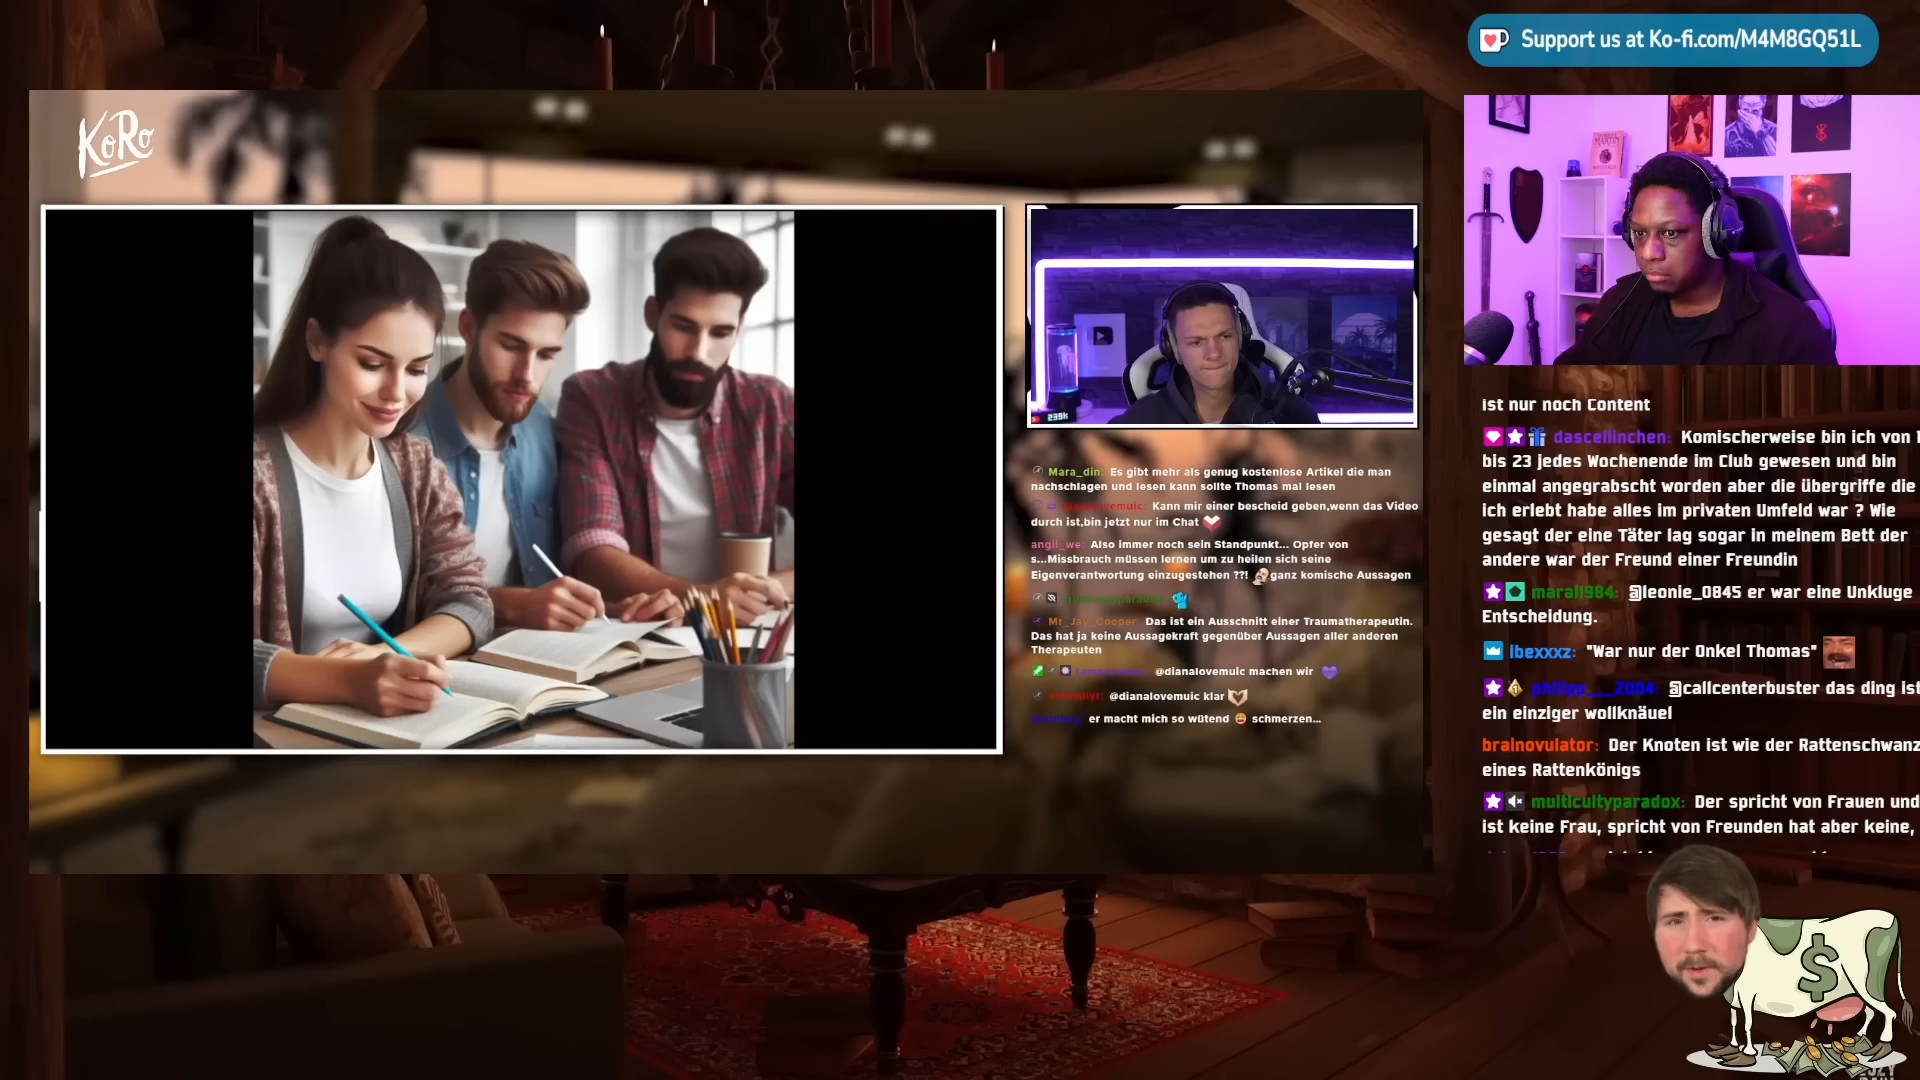 Support us at Ko-fi.com/M4M8GQ51L
KoRo
MARTIN
239k
Mara_din: Es gibt mehr als genug kostenlose Artikel die man
nachschlagen und lesen kann sollte Thomas mal lesen
Kann mir einer bescheid geben,wenn das Video
durch ist,bin jetzt nur im Chat
angii_we: Also immer noch sein Standpunkt... Opfer von
s...Missbrauch müssen lernen um zu heilen sich seine
Eigenverantwortung einzugestehen ??! ganz komische Aussagen
Mr_Jay_Cooper: Das ist ein Ausschnitt einer Traumatherapeutin.
Das hat ja keine Aussagekraft gegenüber Aussagen aller anderen
Therapeuten
@dianalovemuic machen wir
@dianalovemuic klar
er macht mich so wütend schmerzen...
ist nur noch Content
dascellinchen: Komischerweise bin ich von
bis 23 jedes Wochenende im Club gewesen und bin
einmal angegrabscht worden aber die übergriffe die
ich erlebt habe alles im privaten Umfeld war ? Wie
gesagt der eine Täter lag sogar in meinem Bett der
andere war der Freund einer Freundin
marali984: @leonie_0845 er war eine Unkluge
Entscheidung.
ibexxxz: "War nur der Onkel Thomas"
philipp___2004: @callcenterbuster das ding ist
ein einziger wollknäuel
brainovulator: Der Knoten ist wie der Rattenschwanz
eines Rattenkönigs
multicultyparadox: Der spricht von Frauen und
ist keine Frau, spricht von Freunden hat aber keine,
$